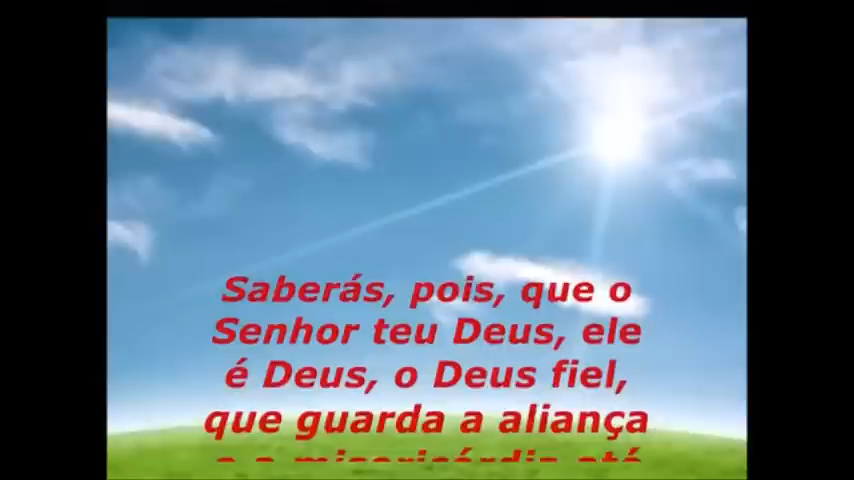 Saberás, pois, que o
Senhor teu Deus, ele
é Deus, o Deus fiel,
que guarda a aliança
e a misericórdia até